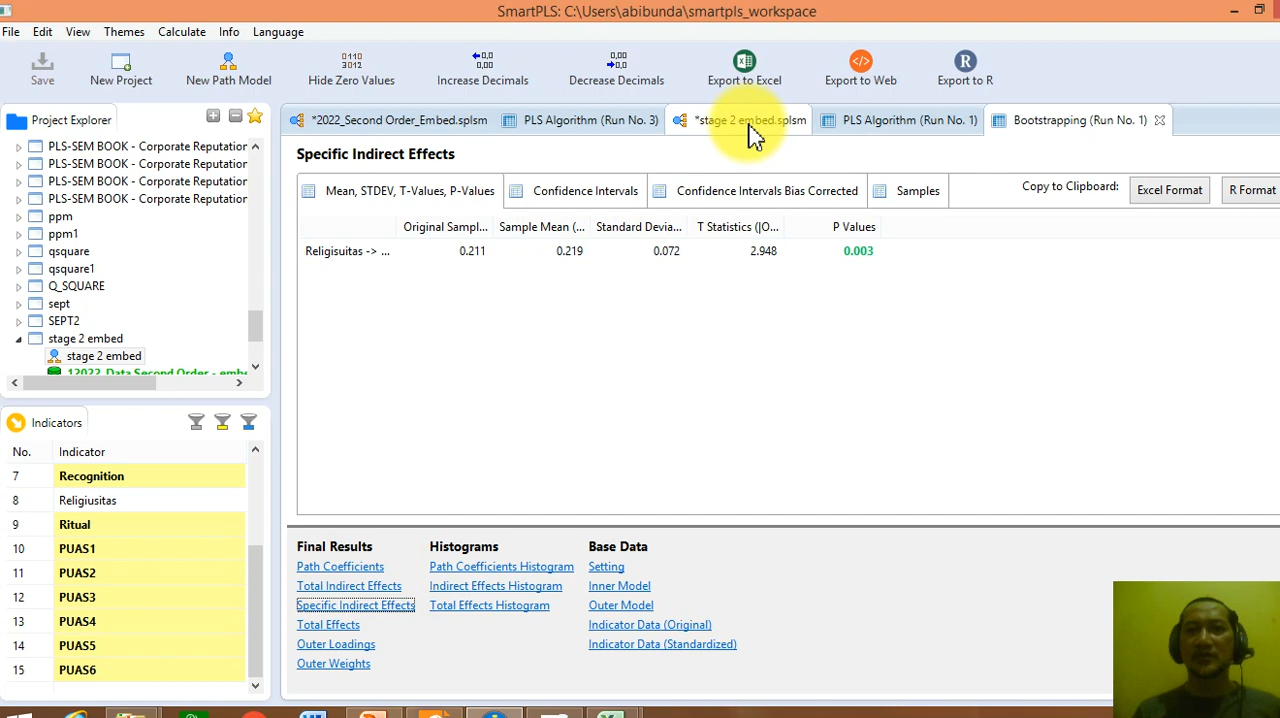 SmartPLS: C:\Users\abibunda\smartpls_workspace
File Edit View Themes Calculate Info Language
Save New Project New Path Model Hide Zero Values Increase Decimals Decrease Decimals Export to Excel Export to Web Export to R
Project Explorer
*2022_Second Order_Embed.splsm PLS Algorithm (Run No. 3) *stage 2 embed.splsm PLS Algorithm (Run No. 1) Bootstrapping (Run No. 1)
PLS-SEM BOOK - Corporate Reputation
PLS-SEM BOOK - Corporate Reputation
PLS-SEM BOOK - Corporate Reputation
PLS-SEM BOOK - Corporate Reputation
ppm
ppm1
qsquare
qsquare1
Q_SQUARE
sept
SEPT2
stage 2 embed
stage 2 embed
12022_Data Second Order - embe
Specific Indirect Effects
Mean, STDEV, T-Values, P-Values Confidence Intervals Confidence Intervals Bias Corrected Samples Copy to Clipboard: Excel Format R Format
Original Sampl... Sample Mean (... Standard Devia... T Statistics (|O... P Values
Religisuitas -> ... 0.211 0.219 0.072 2.948 0.003
Indicators
No. Indicator
7 Recognition
8 Religiusitas
9 Ritual
10 PUAS1
11 PUAS2
12 PUAS3
13 PUAS4
14 PUAS5
15 PUAS6
Final Results Histograms Base Data
Path Coefficients Path Coefficients Histogram Setting
Total Indirect Effects Indirect Effects Histogram Inner Model
Specific Indirect Effects Total Effects Histogram Outer Model
Total Effects Indicator Data (Original)
Outer Loadings Indicator Data (Standardized)
Outer Weights